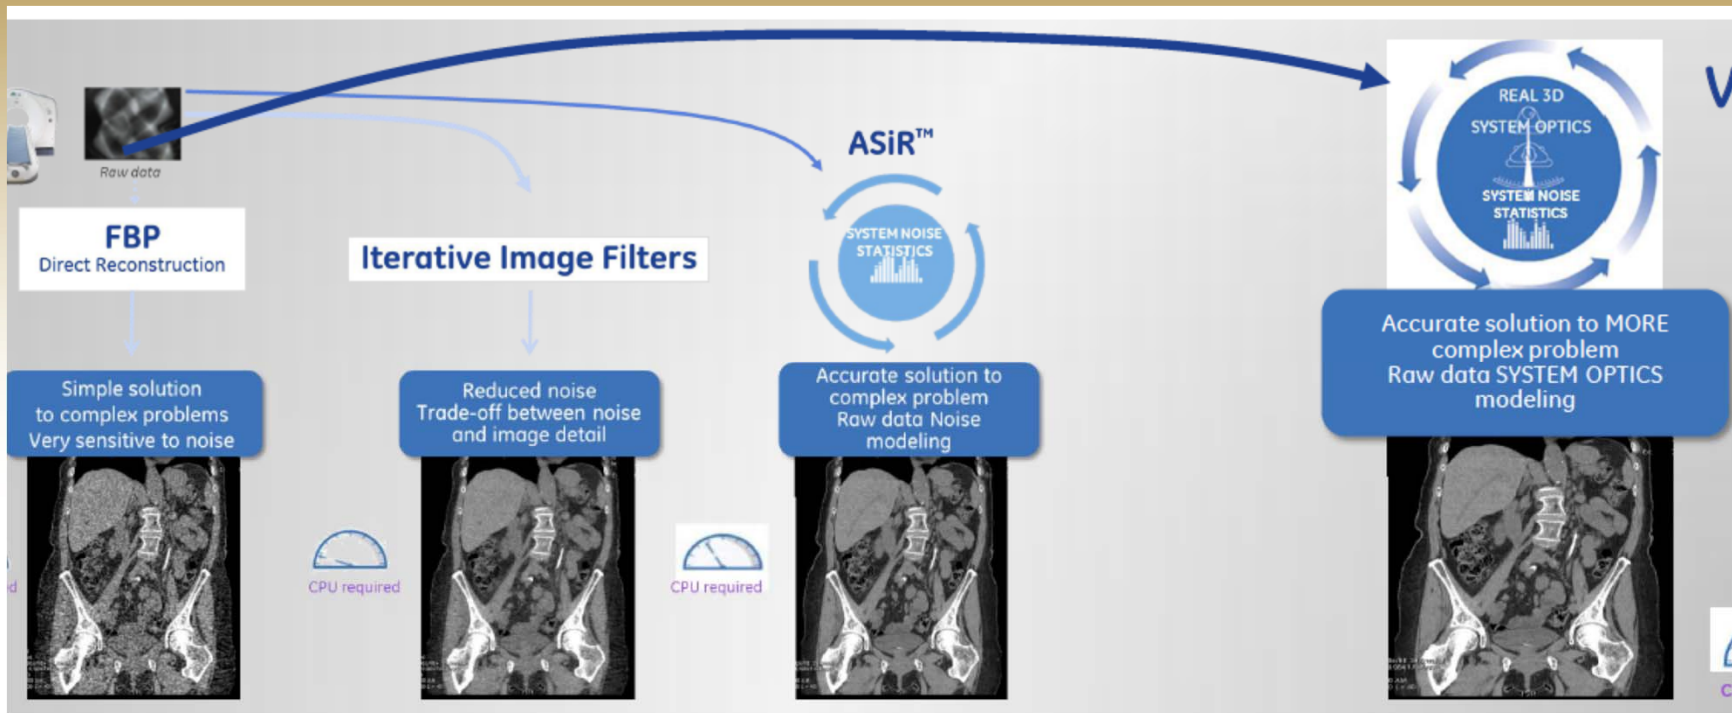 Raw data
FBP
Direct Reconstruction
Simple solution
to complex problems
Very sensitive to noise
Iterative Image Filters
Reduced noise
Trade-off between noise
and image detail
CPU required
ASiR™
SYSTEM NOISE
STATISTICS
Accurate solution to
complex problem
Raw data Noise
modeling
CPU required
REAL 3D
SYSTEM OPTICS
SYSTEM NOISE
STATISTICS
Accurate solution to MORE
complex problem
Raw data SYSTEM OPTICS
modeling
V